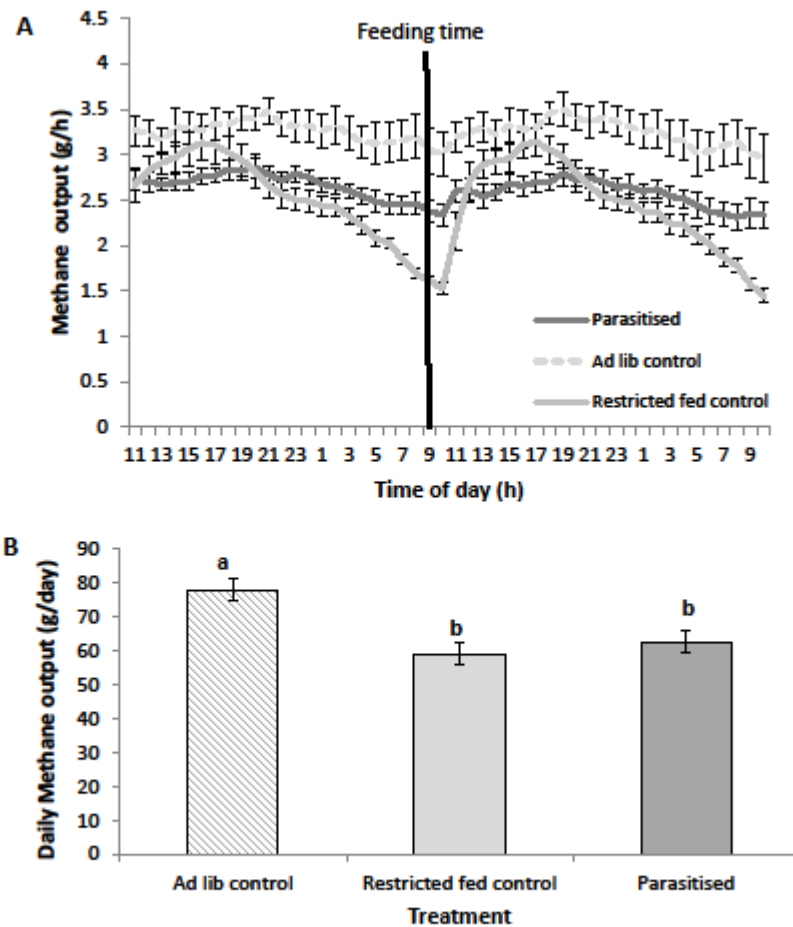 A
Feeding time
Methane output (g/h)
4.5
4
3.5
3
2.5
2
1.5
1
0.5
0
Parasitised
Ad lib control
Restricted fed control
11 13 15 17 19 21 23 1 3 5 7 9 11 13 15 17 19 21 23 1 3 5 7 9
Time of day (h)
B
Daily Methane output (g/day)
90
80
70
60
50
40
30
20
10
0
a
b
b
Ad lib control Restricted fed control Parasitised
Treatment